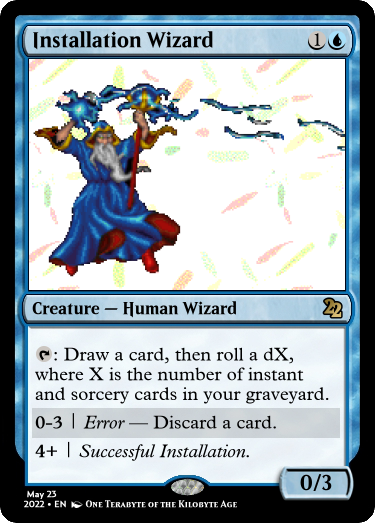 Installation Wizard 1
Creature — Human Wizard
: Draw a card, then roll a dX,
where X is the number of instant
and sorcery cards in your graveyard.
0-3 | Error — Discard a card.
4+ | Successful Installation.
0/3
May 23
2022 • EN One Terabyte of the Kilobyte Age